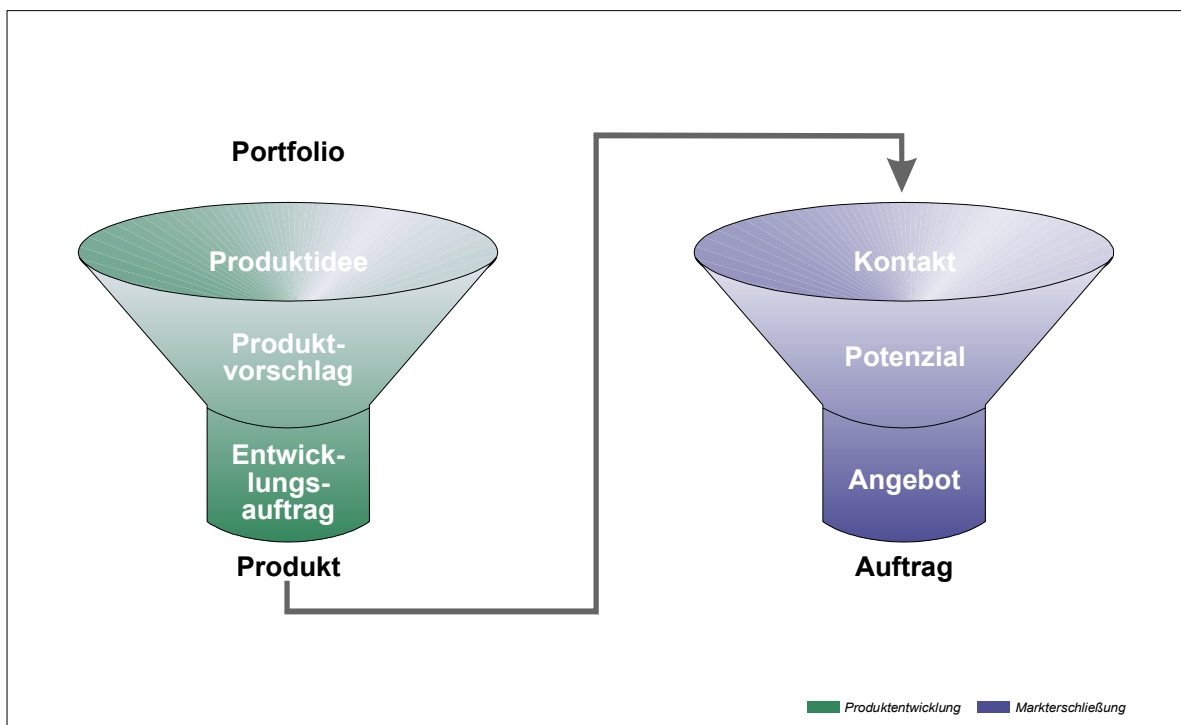 Portfolio
Produktidee
Produkt-
vorschlag
Entwick-
lungs-
auftrag
Produkt
Kontakt
Potenzial
Angebot
Auftrag
Produktentwicklung
Markterschließung